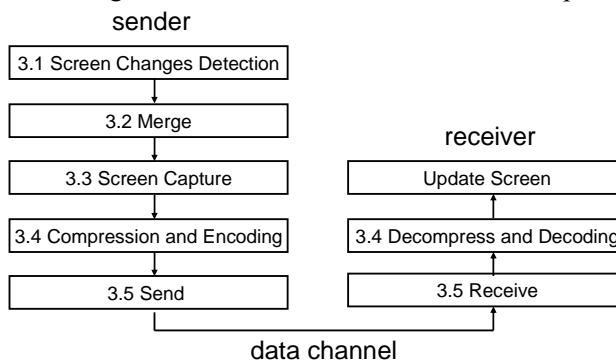 sender
3.1 Screen Changes Detection
3.2 Merge
3.3 Screen Capture
3.4 Compression and Encoding
3.5 Send
receiver
Update Screen
3.4 Decompress and Decoding
3.5 Receive
data channel